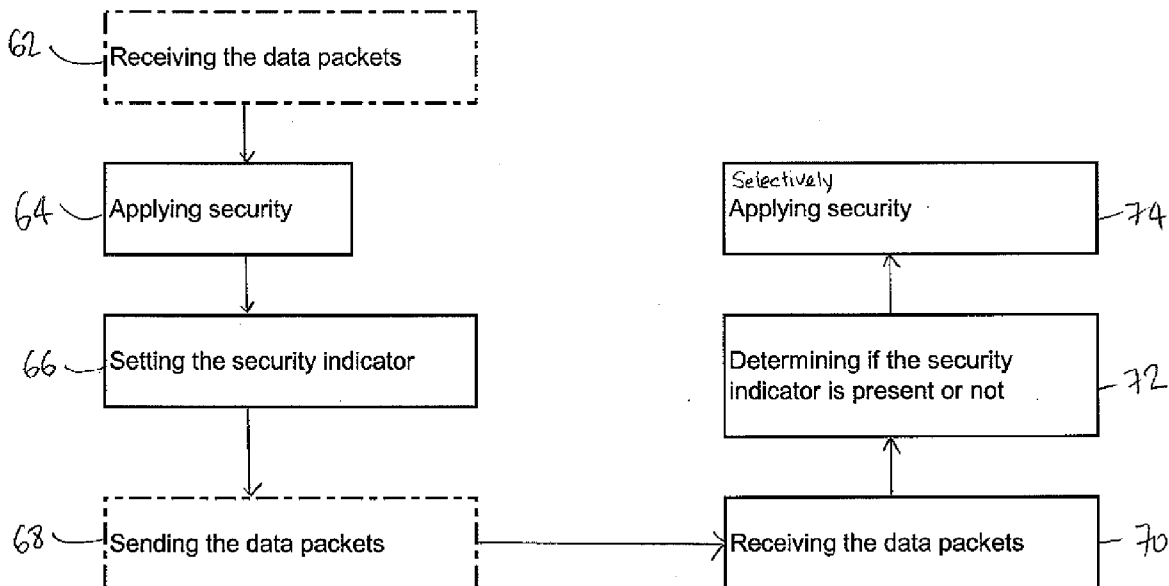 62
Receiving the data packets
64
Applying security
66
Setting the security indicator
68
Sending the data packets
Selectively
Applying security
74
Determining if the security
indicator is present or not
72
Receiving the data packets
70